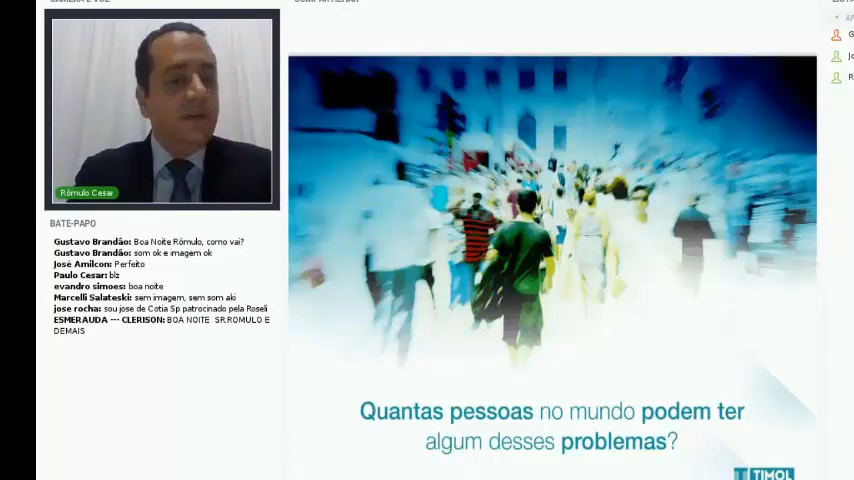 Rômulo Cesar
BATE-PAPO
Gustavo Brandão: Boa Noite Rômulo, como vai?
Gustavo Brandão: som ok e imagem ok
José Amilcon: Perfeito
Paulo Cesar: blz
evandro simoes: boa noite
Marcelli Salateski: sem imagem, sem som aki
jose rocha: sou jose de Cotia Sp patrocinado pela Roseli
ESMERAUDA --- CLERISON: BOA NOITE SR.ROMULO E
DEMAIS
Quantas pessoas no mundo podem ter
algum desses problemas?
TIMOL